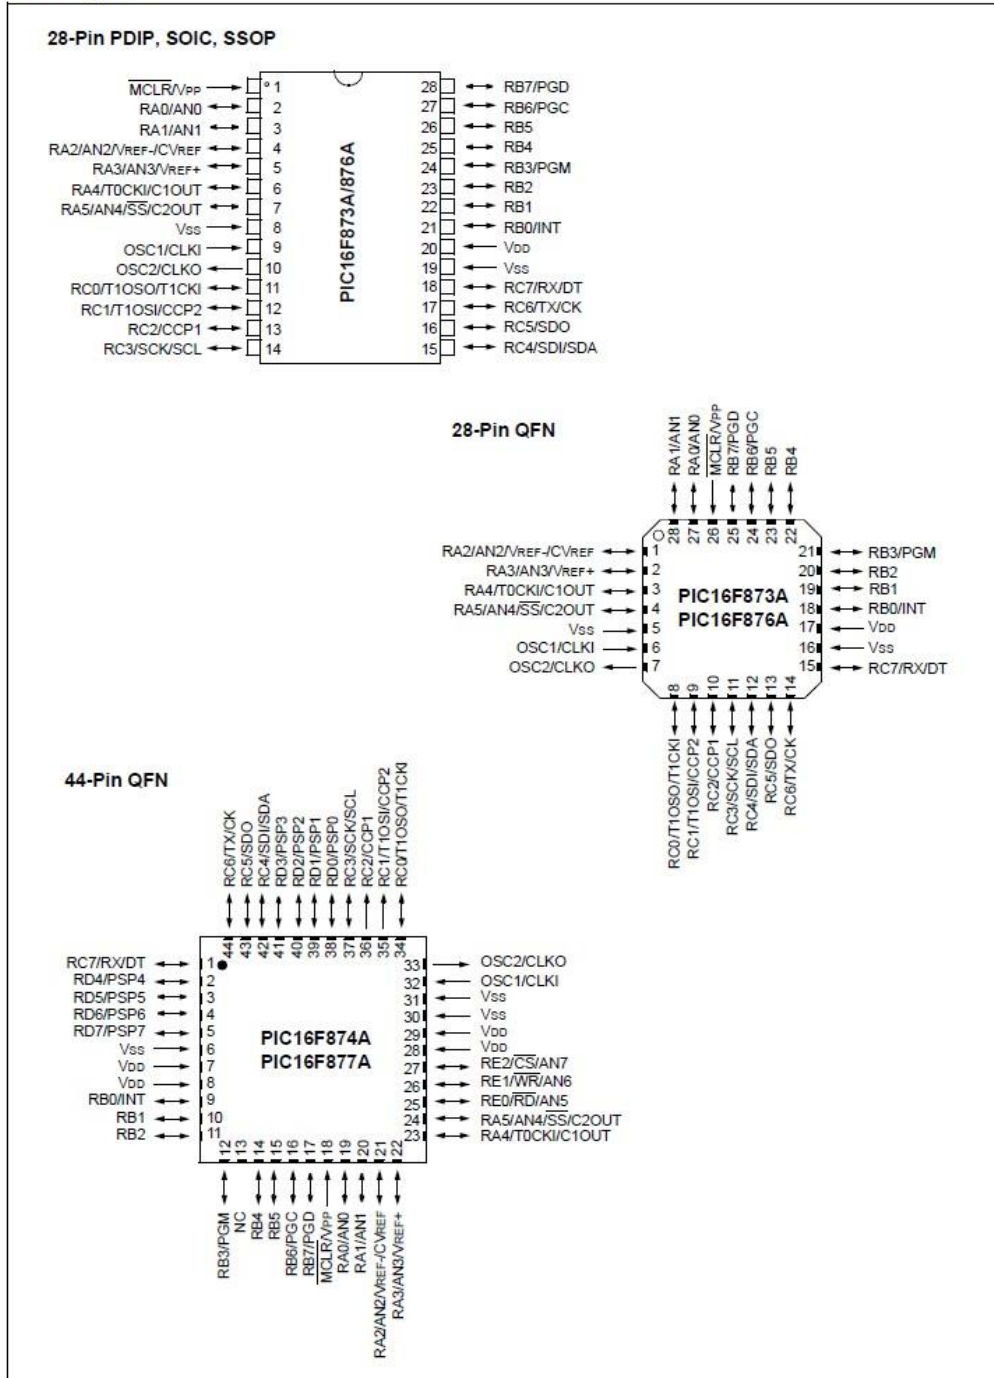 28-Pin PDIP, SOIC, SSOP
MCLR/VPP
RA0/AN0
RA1/AN1
RA2/AN2/VREF-/CVREF
RA3/AN3/VREF+
RA4/T0CKI/C1OUT
RA5/AN4/SS/C2OUT
VSS
OSC1/CLKI
OSC2/CLKO
RC0/T1OSO/T1CKI
RC1/T1OSI/CCP2
RC2/CCP1
RC3/SCK/SCL
1
2
3
4
5
6
7
8
9
10
11
12
13
14
PIC16F873A/876A
28
27
26
25
24
23
22
21
20
19
18
17
16
15
RB7/PGD
RB6/PGC
RB5
RB4
RB3/PGM
RB2
RB1
RB0/INT
VDD
VSS
RC7/RX/DT
RC6/TX/CK
RC5/SDO
RC4/SDI/SDA
28-Pin QFN
RA1/AN1
RA0/AN0
MCLR/VPP
RB7/PGD
RB6/PGC
RB5
RB4
28
27
26
25
24
23
22
RA2/AN2/VREF-/CVREF
RA3/AN3/VREF+
RA4/T0CKI/C1OUT
RA5/AN4/SS/C2OUT
VSS
OSC1/CLKI
OSC2/CLKO
1
2
3
4
5
6
7
PIC16F873A
PIC16F876A
21
20
19
18
17
16
15
RB3/PGM
RB2
RB1
RB0/INT
VDD
VSS
RC7/RX/DT
8
9
10
11
12
13
14
RC0/T1OSO/T1CKI
RC1/T1OSI/CCP2
RC2/CCP1
RC3/SCK/SCL
RC4/SDI/SDA
RC5/SDO
RC6/TX/CK
44-Pin QFN
RC6/TX/CK
RC5/SDO
RC4/SDI/SDA
RD3/PSP3
RD2/PSP2
RD1/PSP1
RD0/PSP0
RC3/SCK/SCL
RC2/CCP1
RC1/T1OSI/CCP2
RC0/T1OSO/T1CKI
44
43
42
41
40
39
38
37
36
35
34
RC7/RX/DT
RD4/PSP4
RD5/PSP5
RD6/PSP6
RD7/PSP7
VSS
VDD
VDD
RB0/INT
RB1
RB2
1
2
3
4
5
6
7
8
9
10
11
PIC16F874A
PIC16F877A
33
32
31
30
29
28
27
26
25
24
23
OSC2/CLKO
OSC1/CLKI
VSS
VSS
VDD
VDD
RE2/CS/AN7
RE1/WR/AN6
RE0/RD/AN5
RA5/AN4/SS/C2OUT
RA4/T0CKI/C1OUT
12
13
14
15
16
17
18
19
20
21
22
RB3/PGM
NC
RB4
RB5
RB6/PGC
RB7/PGD
MCLR/VPP
RA0/AN0
RA1/AN1
RA2/AN2/VREF-/CVREF
RA3/AN3/VREF+